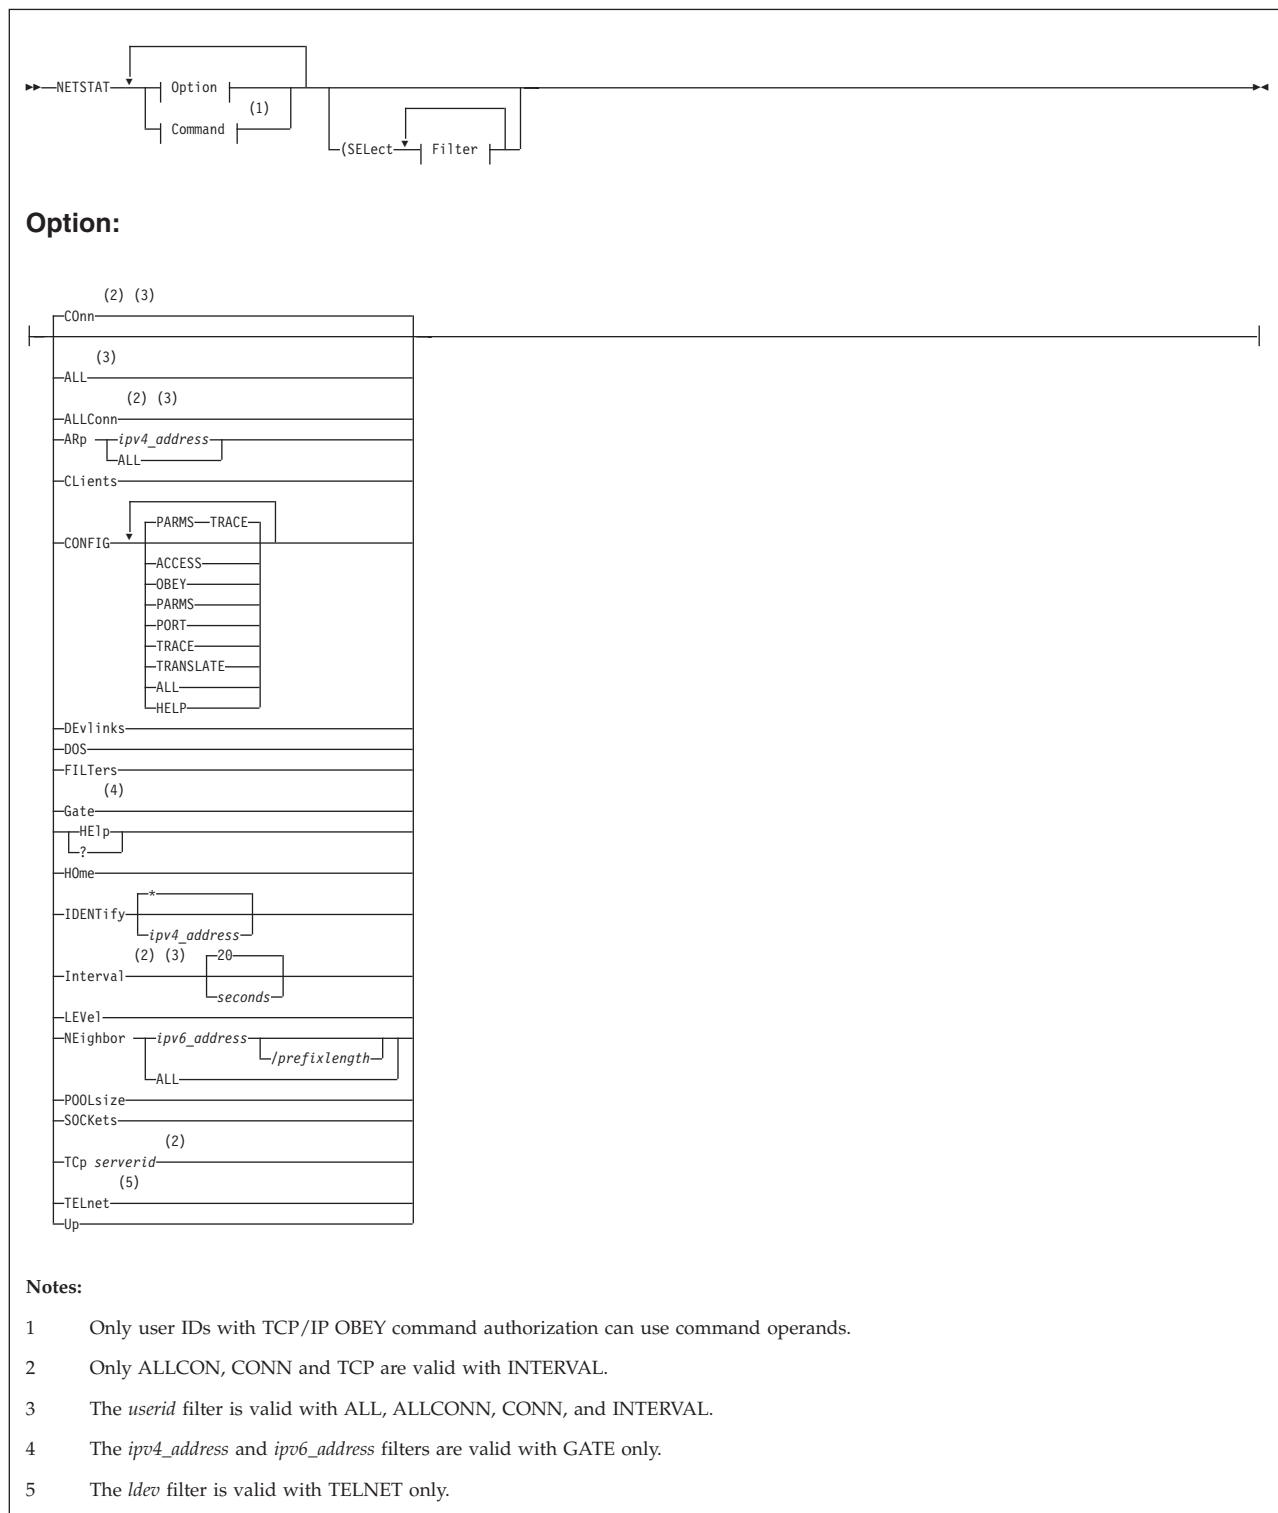 NETSTAT Option
(1)
Command
(SELect Filter
Option:
(2) (3)
COnn
(3)
ALL
(2) (3)
ALLConn
ARp ipv4_address
ALL
CLients
PARMS TRACE
CONFIG
ACCESS
OBEY
PARMS
PORT
TRACE
TRANSLATE
ALL
HELP
DEvlinks
DOS
FILTers
(4)
Gate
HElp
?
HOme
*
IDENTify
ipv4_address
(2) (3) 20
Interval
seconds
LEVel
NEighbor ipv6_address
/prefixlength
ALL
POOLsize
SOCKets
(2)
TCp serverid
(5)
TELnet
Up
Notes:
1 Only user IDs with TCP/IP OBEY command authorization can use command operands.
2 Only ALLCON, CONN and TCP are valid with INTERVAL.
3 The userid filter is valid with ALL, ALLCONN, CONN, and INTERVAL.
4 The ipv4_address and ipv6_address filters are valid with GATE only.
5 The ldev filter is valid with TELNET only.